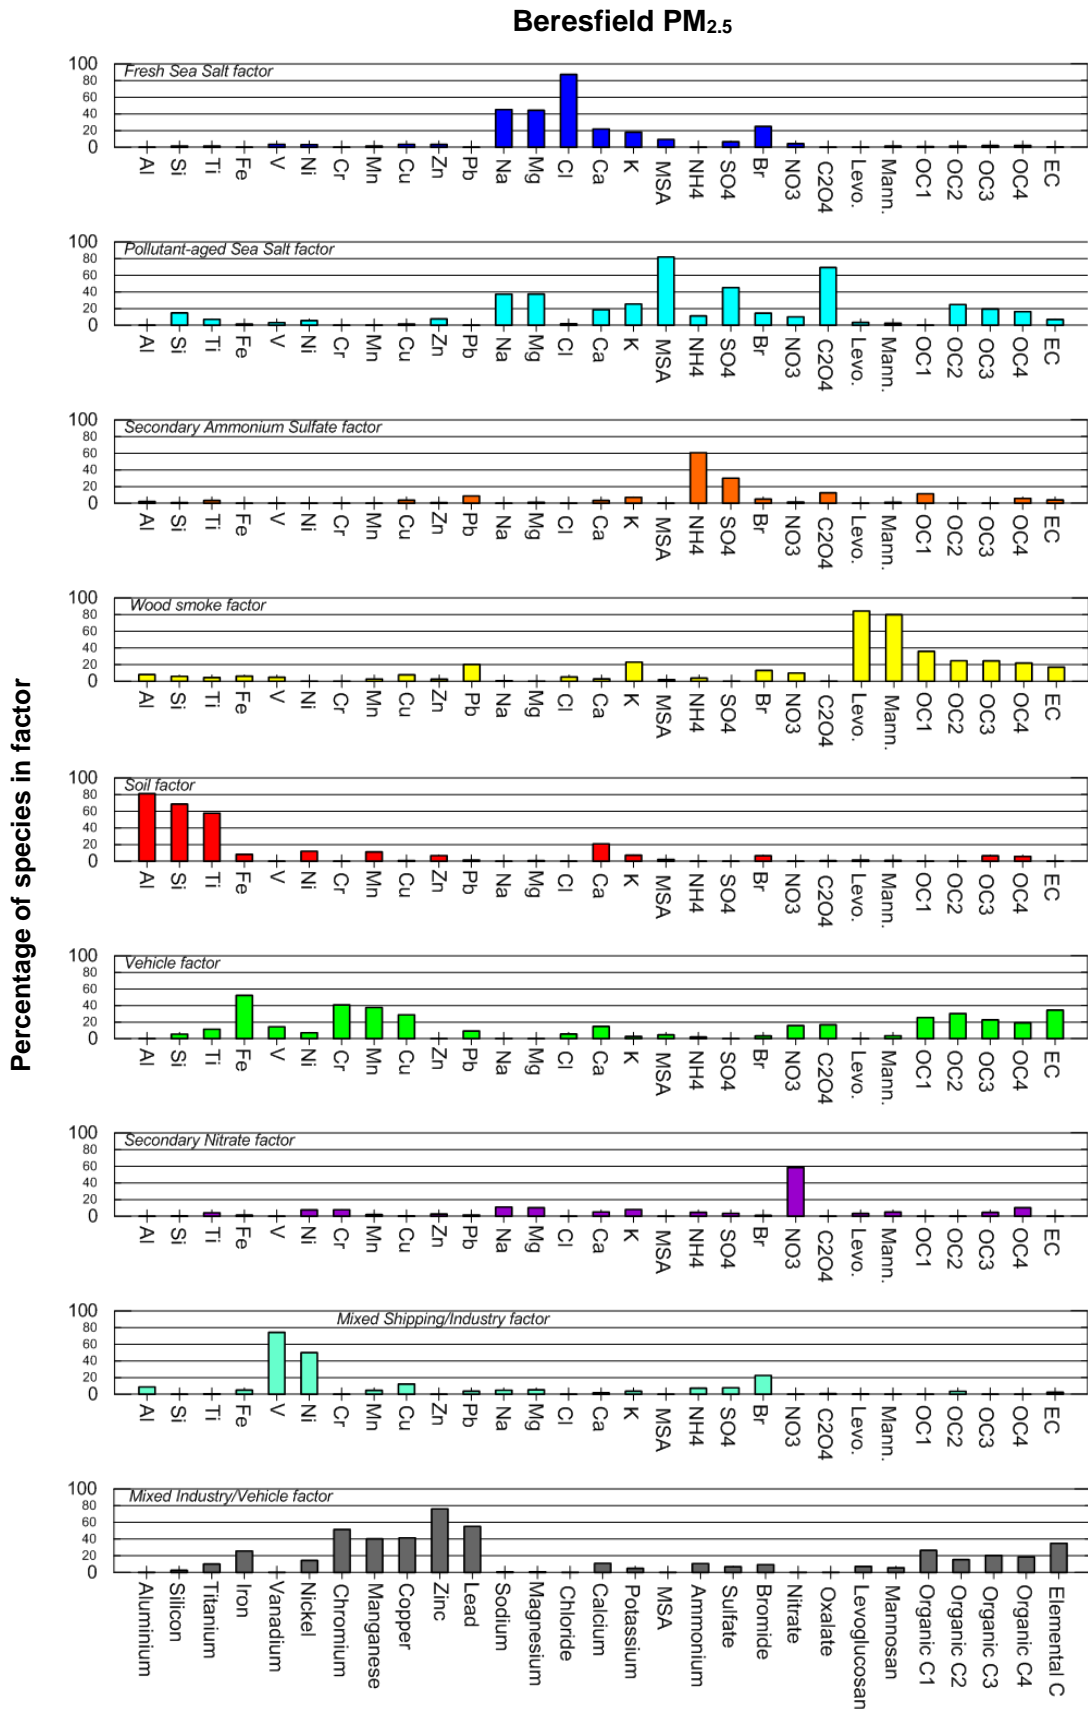 Beresfield PM2.5
Percentage of species in factor
Fresh Sea Salt factor
100
80
60
40
20
0
Al Si Ti Fe V Ni Cr Mn Cu Zn Pb Na Mg Cl Ca K MSA NH4 SO4 Br NO3 C2O4 Levo. Mann. OC1 OC2 OC3 OC4 EC
Pollutant-aged Sea Salt factor
100
80
60
40
20
0
Al Si Ti Fe V Ni Cr Mn Cu Zn Pb Na Mg Cl Ca K MSA NH4 SO4 Br NO3 C2O4 Levo. Mann. OC1 OC2 OC3 OC4 EC
Secondary Ammonium Sulfate factor
100
80
60
40
20
0
Al Si Ti Fe V Ni Cr Mn Cu Zn Pb Na Mg Cl Ca K MSA NH4 SO4 Br NO3 C2O4 Levo. Mann. OC1 OC2 OC3 OC4 EC
Wood smoke factor
100
80
60
40
20
0
Al Si Ti Fe V Ni Cr Mn Cu Zn Pb Na Mg Cl Ca K MSA NH4 SO4 Br NO3 C2O4 Levo. Mann. OC1 OC2 OC3 OC4 EC
Soil factor
100
80
60
40
20
0
Al Si Ti Fe V Ni Cr Mn Cu Zn Pb Na Mg Cl Ca K MSA NH4 SO4 Br NO3 C2O4 Levo. Mann. OC1 OC2 OC3 OC4 EC
Vehicle factor
100
80
60
40
20
0
Al Si Ti Fe V Ni Cr Mn Cu Zn Pb Na Mg Cl Ca K MSA NH4 SO4 Br NO3 C2O4 Levo. Mann. OC1 OC2 OC3 OC4 EC
Secondary Nitrate factor
100
80
60
40
20
0
Al Si Ti Fe V Ni Cr Mn Cu Zn Pb Na Mg Cl Ca K MSA NH4 SO4 Br NO3 C2O4 Levo. Mann. OC1 OC2 OC3 OC4 EC
Mixed Shipping/Industry factor
100
80
60
40
20
0
Al Si Ti Fe V Ni Cr Mn Cu Zn Pb Na Mg Cl Ca K MSA NH4 SO4 Br NO3 C2O4 Levo. Mann. OC1 OC2 OC3 OC4 EC
Mixed Industry/Vehicle factor
100
80
60
40
20
0
Aluminium Silicon Titanium Iron Vanadium Nickel Chromium Manganese Copper Zinc Lead Sodium Magnesium Chloride Calcium Potassium MSA Ammonium Sulfate Bromide Nitrate Oxalate Levoglucosan Mannosan Organic C1 Organic C2 Organic C3 Organic C4 Elemental C